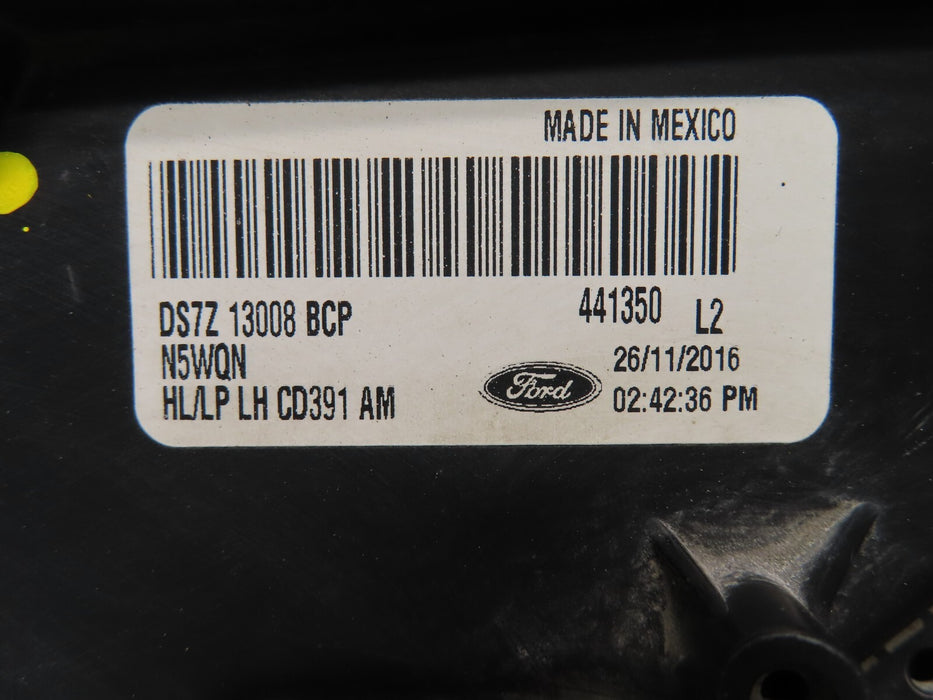 MADE IN MEXICO
DS7Z 13008 BCP
441350 L2
N5WQN
26/11/2016
HL/LP LH CD391 AM
Ford
02:42:36 PM